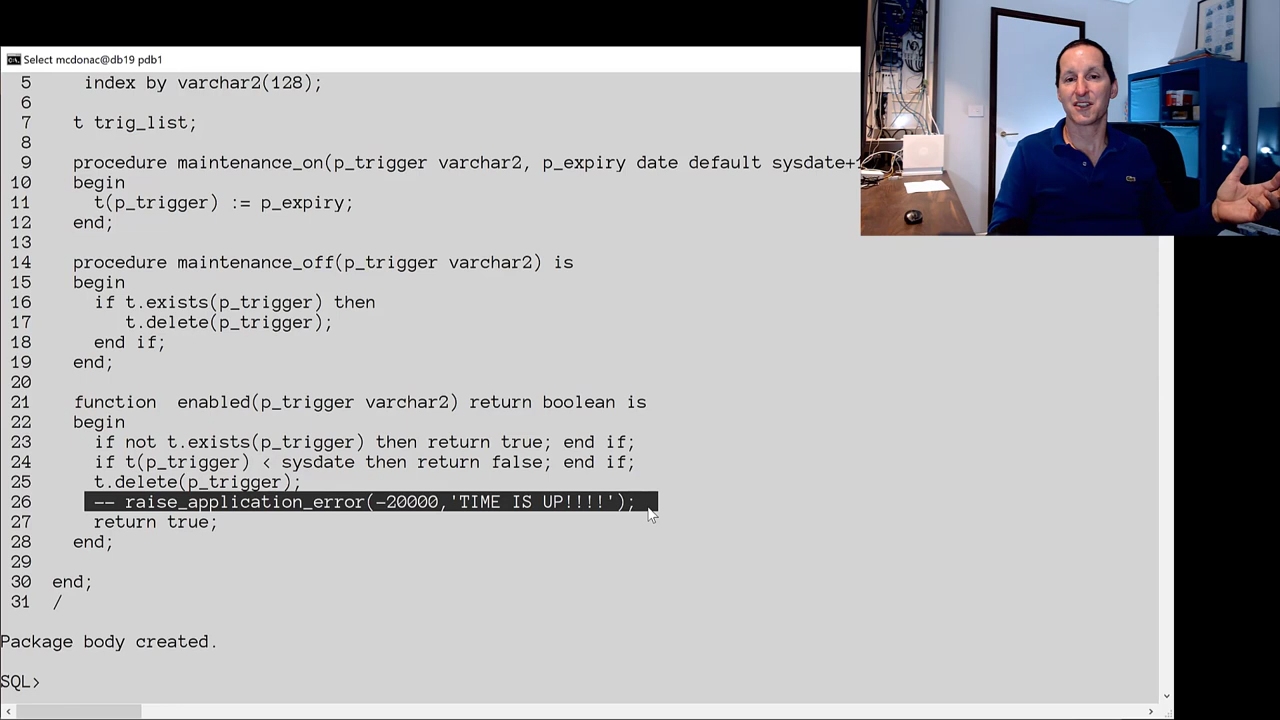 Select mcdonac@db19 pdb1
5 index by varchar2(128);
6
7 t trig_list;
8
9 procedure maintenance_on(p_trigger varchar2, p_expiry date default sysdate+1
10 begin
11 t(p_trigger) := p_expiry;
12 end;
13
14 procedure maintenance_off(p_trigger varchar2) is
15 begin
16 if t.exists(p_trigger) then
17 t.delete(p_trigger);
18 end if;
19 end;
20
21 function  enabled(p_trigger varchar2) return boolean is
22 begin
23 if not t.exists(p_trigger) then return true; end if;
24 if t(p_trigger) < sysdate then return false; end if;
25 t.delete(p_trigger);
26 -- raise_application_error(-20000,'TIME IS UP!!!!');
27 return true;
28 end;
29
30 end;
31 /
Package body created.
SQL>